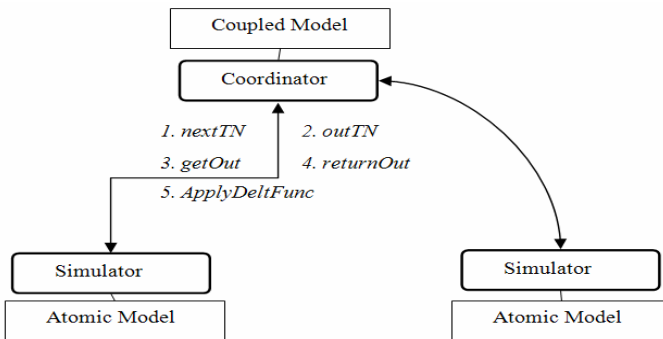 Coupled Model
Coordinator
1. nextTN 2. outTN
3. getOut 4. returnOut
5. ApplyDeltFunc
Simulator Simulator
Atomic Model Atomic Model